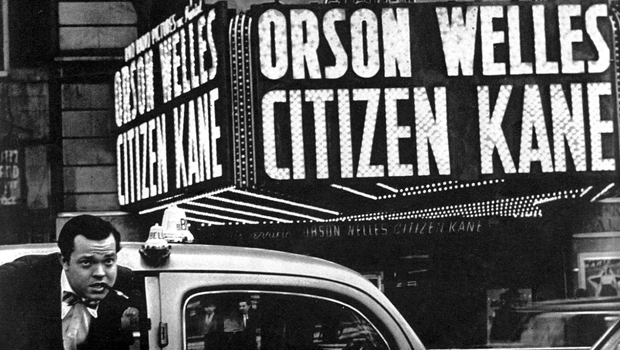 ORSON WELLES
CITIZEN KANE
ORSON WELLES
CITIZEN KANE
ORSON WELLES CITIZEN KANE